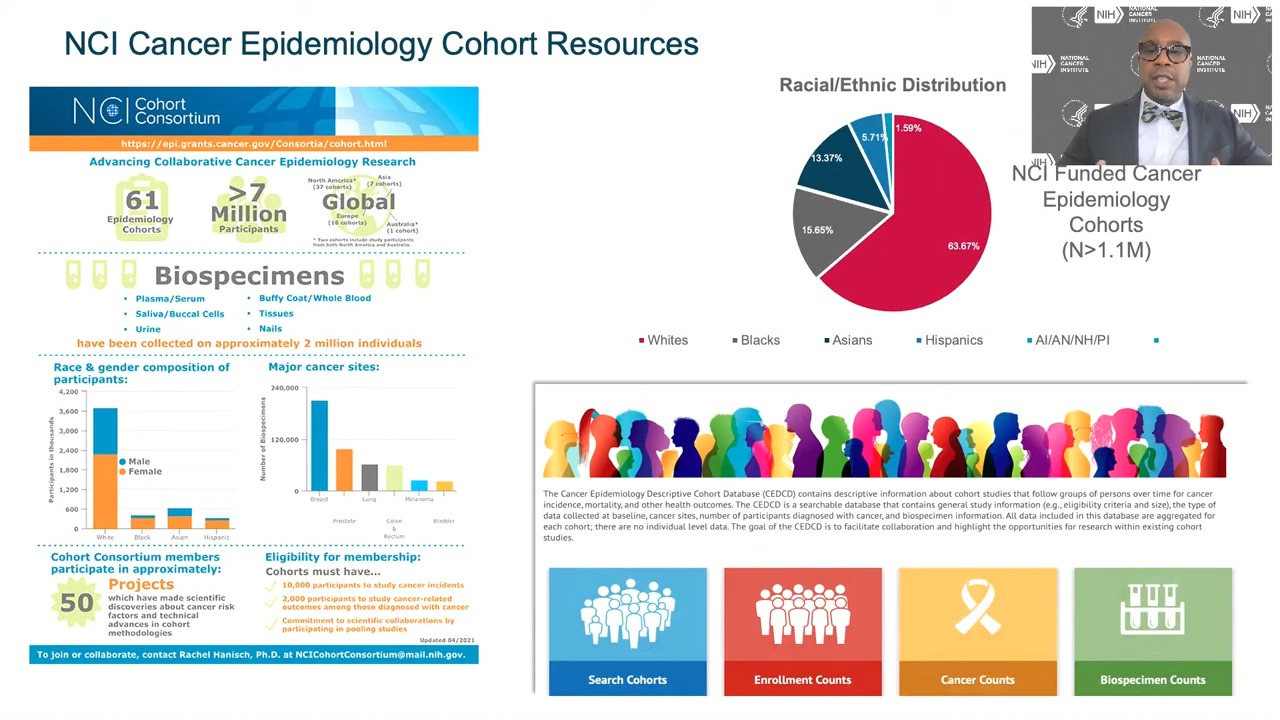 NCI Cancer Epidemiology Cohort Resources
NCI Cohort
Consortium
https://epi.grants.cancer.gov/Consortia/cohort.html
Advancing Collaborative Cancer Epidemiology Research
61
Epidemiology
Cohorts
>7
Million
Participants
North America*
(37 cohorts)
Asia
(7 cohorts)
Global
Europe
(16 cohorts)
Australia*
(1 cohort)
* Two cohorts include study participants
from both North America and Australia.
Biospecimens
• Plasma/Serum
• Saliva/Buccal Cells
• Urine
• Buffy Coat/Whole Blood
• Tissues
• Nails
have been collected on approximately 2 million individuals
Race & gender composition of
participants:
Participants in thousands
4,200
3,600
3,000
2,400
1,800
1,200
600
0
Male
Female
White
Black
Asian
Hispanic
Major cancer sites:
Number of Biospecimens
240,000
120,000
0
Breast
Prostate
Lung
Colon
&
Rectum
Melanoma
Bladder
Cohort Consortium members
participate in approximately:
50
Projects
which have made scientific
discoveries about cancer risk
factors and technical
advances in cohort
methodologies
Eligibility for membership:
Cohorts must have...
10,000 participants to study cancer incidents
2,000 participants to study cancer-related
outcomes among those diagnosed with cancer
Commitment to scientific collaborations by
participating in pooling studies
Updated 04/2021
To join or collaborate, contact Rachel Hanisch, Ph.D. at NCICohortConsortium@mail.nih.gov.
Racial/Ethnic Distribution
1.59%
5.71%
13.37%
15.65%
63.67%
Whites
Blacks
Asians
Hispanics
AI/AN/NH/PI
NIH
NATIONAL
CANCER
INSTITUTE
NIH
NIH
NATIONAL
CANCER
INSTITUTE
NATIONAL
CANCER
INSTITUTE
NIH
NIH
NCI Funded Cancer
Epidemiology
Cohorts
(N>1.1M)
The Cancer Epidemiology Descriptive Cohort Database (CEDCD) contains descriptive information about cohort studies that follow groups of persons over time for cancer
incidence, mortality, and other health outcomes. The CEDCD is a searchable database that contains general study information (e.g., eligibility criteria and size), the type of
data collected at baseline, cancer sites, number of participants diagnosed with cancer, and biospecimen information. All data included in this database are aggregated for
each cohort; there are no individual level data. The goal of the CEDCD is to facilitate collaboration and highlight the opportunities for research within existing cohort
studies.
Search Cohorts
Enrollment Counts
Cancer Counts
Biospecimen Counts